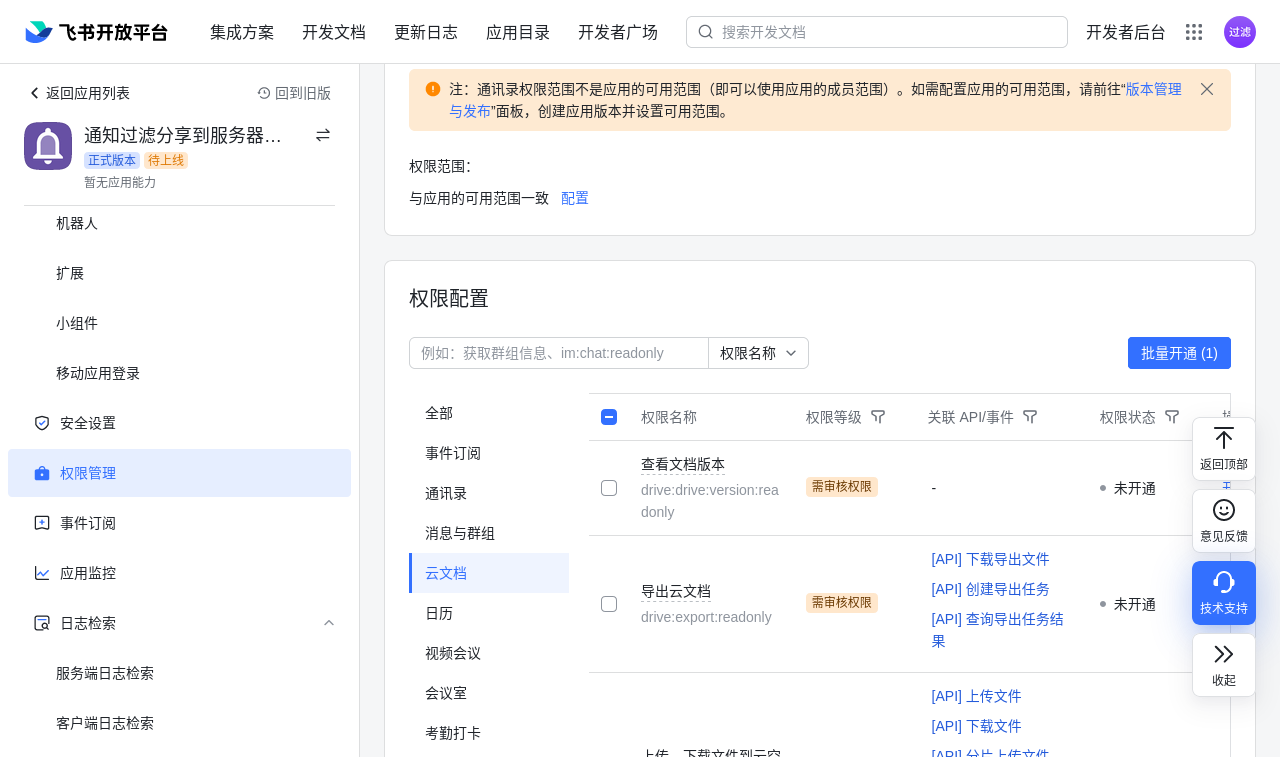 飞书开放平台
集成方案
开发文档
更新日志
应用目录
开发者广场
搜索开发文档
开发者后台
过滤
返回应用列表
回到旧版
通知过滤分享到服务器…
正式版本
待上线
暂无应用能力
机器人
扩展
小组件
移动应用登录
安全设置
权限管理
事件订阅
应用监控
日志检索
服务端日志检索
客户端日志检索
注：通讯录权限范围不是应用的可用范围（即可以使用应用的成员范围）。如需配置应用的可用范围，请前往“版本管理
与发布”面板，创建应用版本并设置可用范围。
权限范围：
与应用的可用范围一致 配置
权限配置
例如：获取群组信息、im:chat:readonly
权限名称
批量开通 (1)
全部
事件订阅
通讯录
消息与群组
云文档
日历
视频会议
会议室
考勤打卡
权限名称
权限等级
关联 API/事件
权限状态
查看文档版本
drive:drive:version:rea
donly
需审核权限
-
未开通
导出云文档
drive:export:readonly
需审核权限
[API] 下载导出文件
[API] 创建导出任务
[API] 查询导出任务结
果
未开通
上传、下载文件到云空
[API] 上传文件
[API] 下载文件
[API] 分片上传文件
返回顶部
意见反馈
技术支持
收起